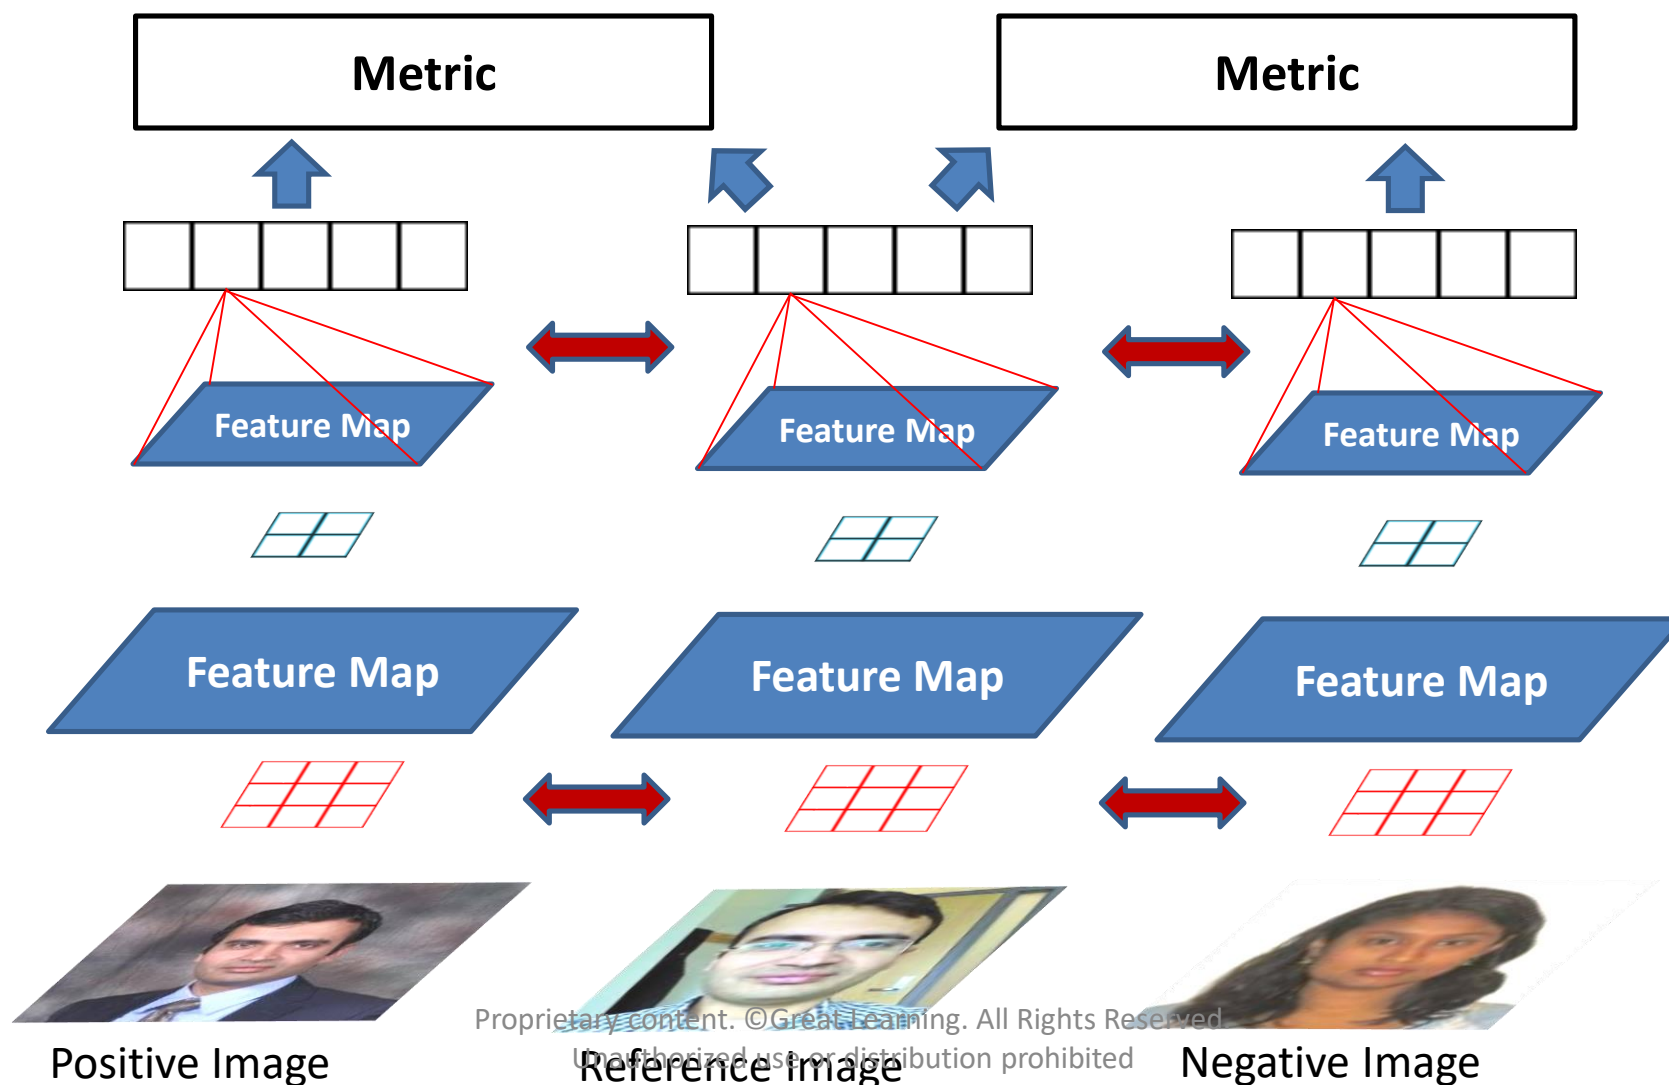 Metric
Metric
Feature Map
Feature Map
Feature Map
Feature Map
Feature Map
Feature Map
Proprietary content. ©Great Learning. All Rights Reserved.
Unauthorized use or distribution prohibited
Positive Image
Reference Image
Negative Image